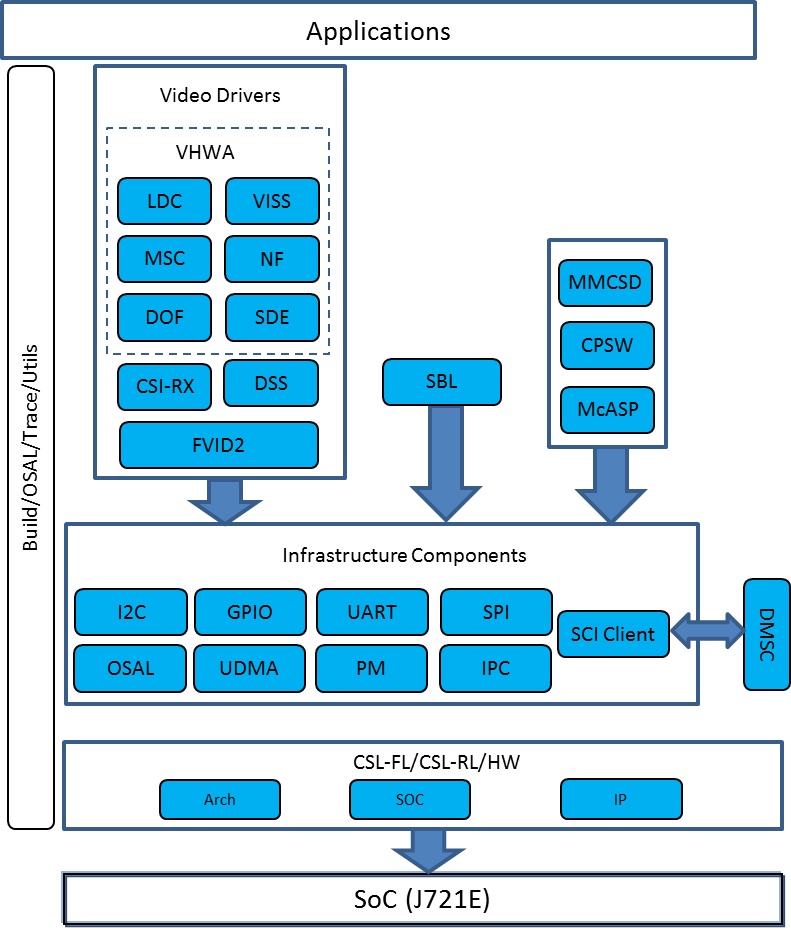 Applications
Build/OSAL/Trace/Utils
Video Drivers
VHWA
LDC
VISS
MSC
NF
DOF
SDE
CSI-RX
DSS
FVID2
SBL
MMCSD
CPSW
McASP
Infrastructure Components
I2C
GPIO
UART
SPI
OSAL
UDMA
PM
IPC
SCI Client
DMSC
CSL-FL/CSL-RL/HW
Arch
SOC
IP
SoC (J721E)